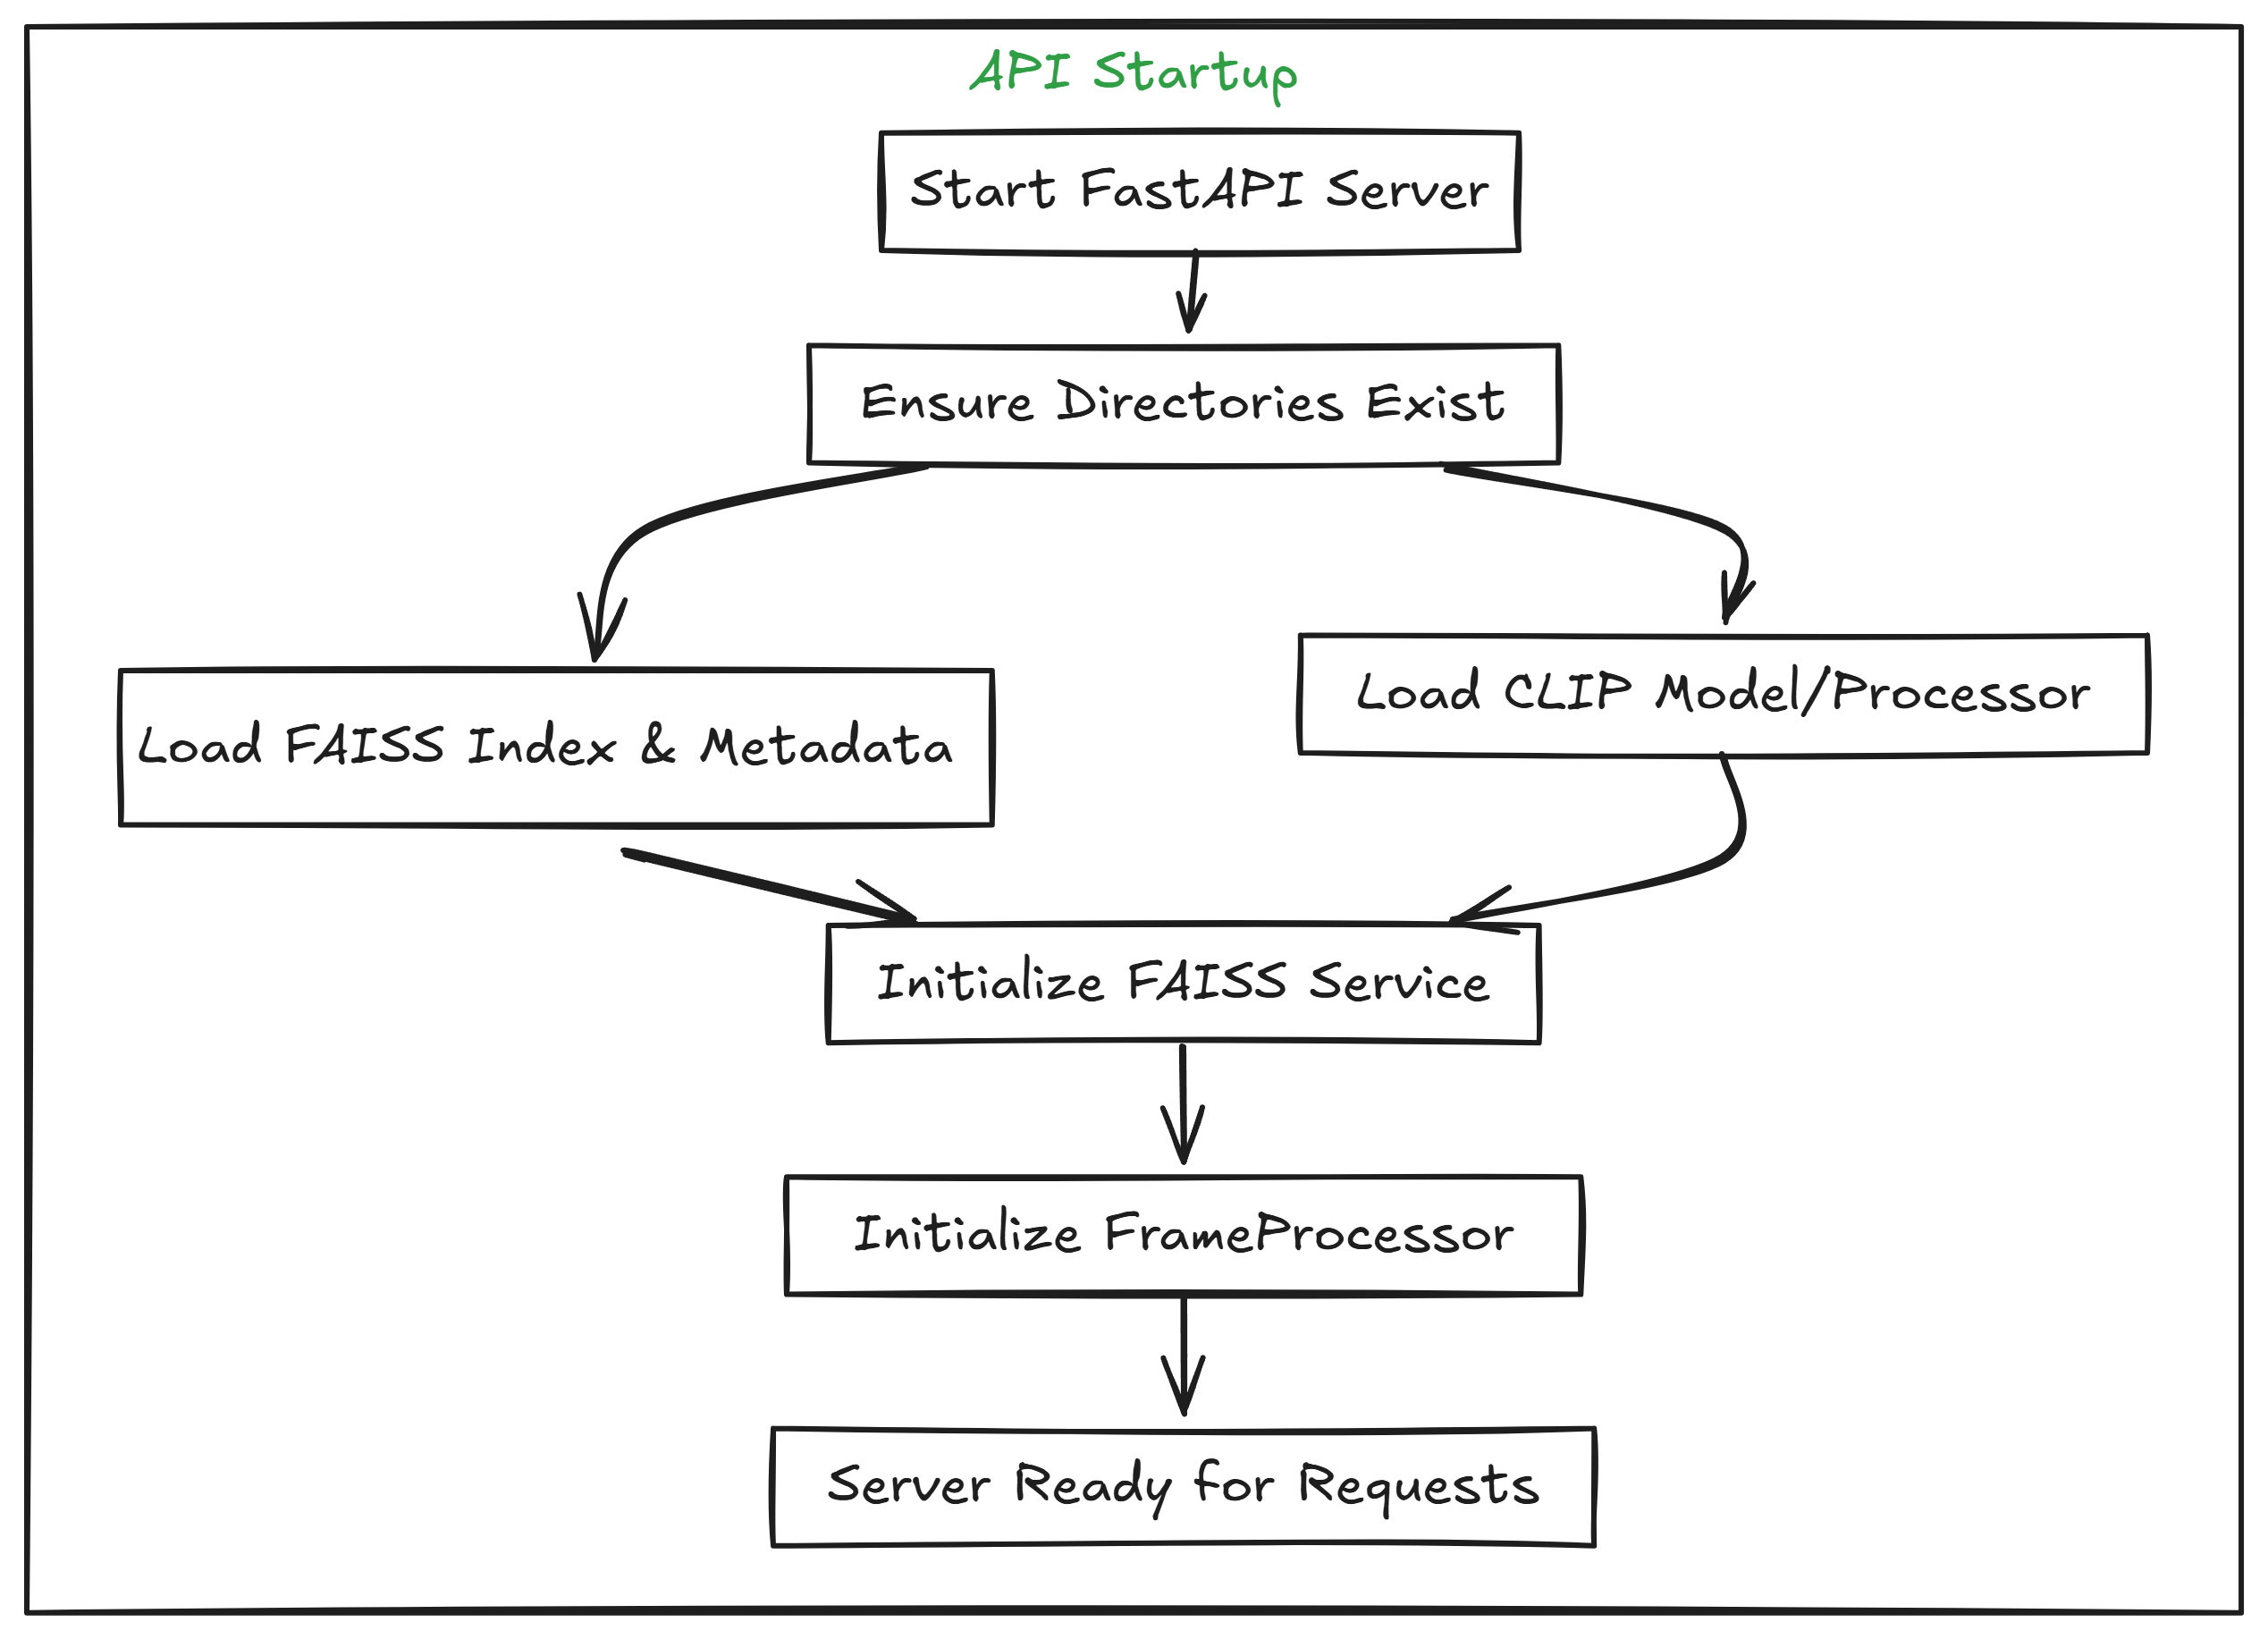 API Startup
Start FastAPI Server
Ensure Directories Exist
Load FAISS Index & Metadata
Load CLIP Model/Processor
Initialize FAISS Service
Initialize FrameProcessor
Server Ready for Requests